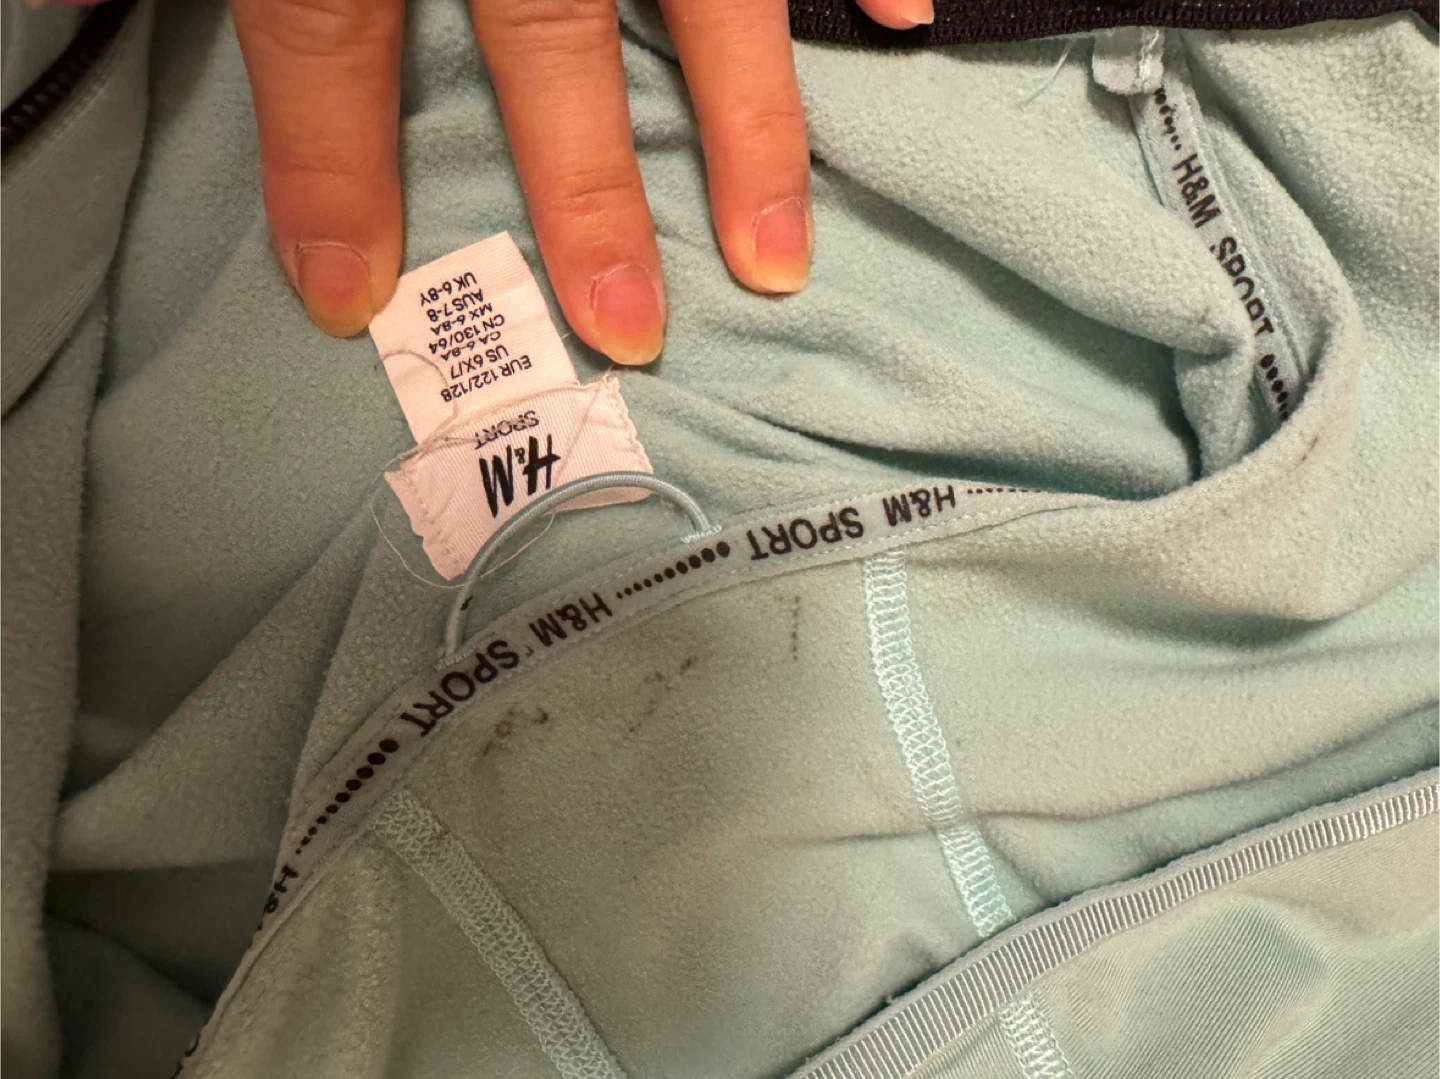 H&M
SPORT
EUR 122/128
US 6X/7
CA 6-8A
CN 130/64
MX 6-8A
AUS 7-8
UK 6-8Y
H&M SPORT
H&M SPORT
H&M SPORT
H&